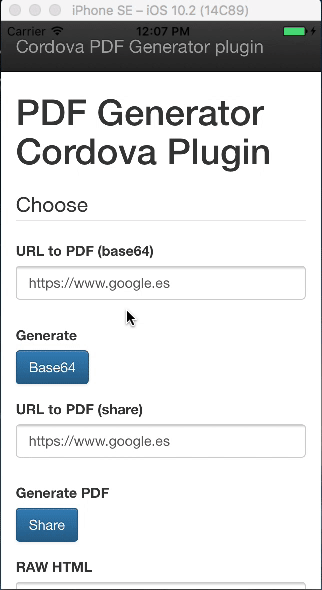 iPhone SE – iOS 10.2 (14C89)
Carrier 12:07 PM
Cordova PDF Generator plugin
PDF Generator
Cordova Plugin
Choose
URL to PDF (base64)
https://www.google.es
Generate
Base64
URL to PDF (share)
https://www.google.es
Generate PDF
Share
RAW HTML